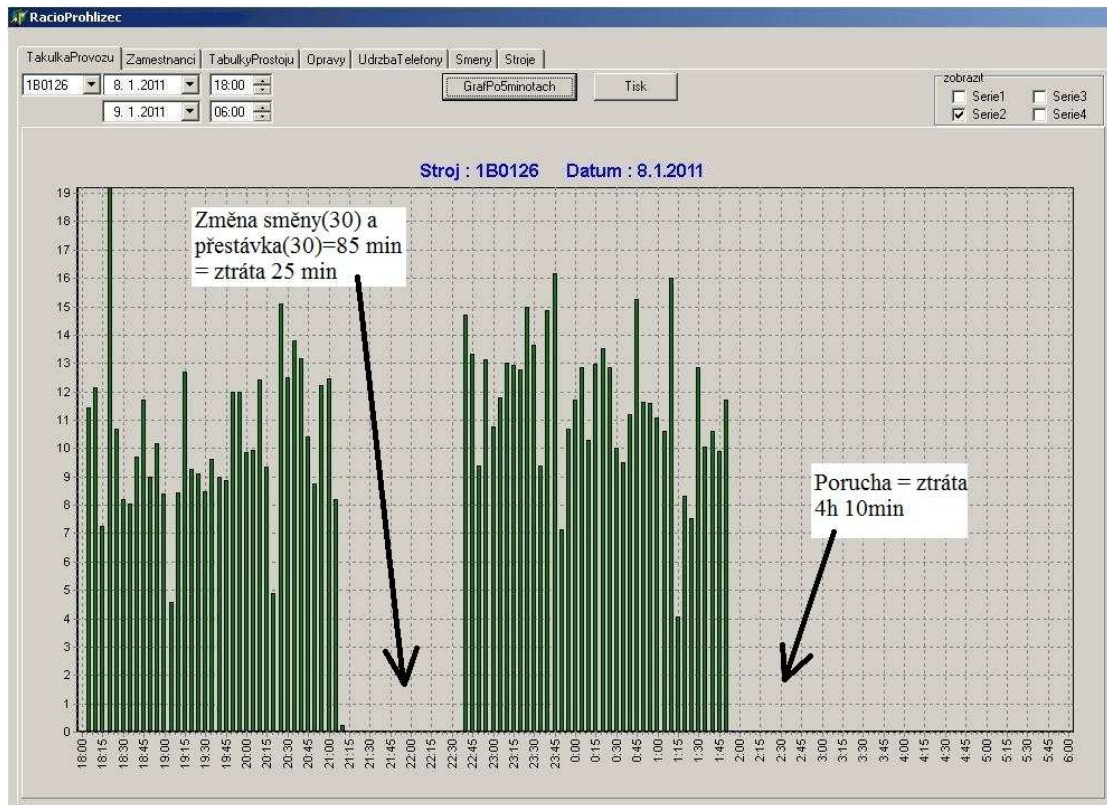 RacioProhlizec
TakulkaProvozu Zamestnanci TabulkyProstoju Opravy UdrzbaTelefony Smeny Stroje
1B0126 8. 1.2011 18:00 GrafPo5minotach Tisk
9. 1.2011 06:00
zobrazit
Serie1 Serie3
Serie2 Serie4
Stroj : 1B0126 Datum : 8.1.2011
19
18
17
16
15
14
13
12
11
10
9
8
7
6
5
4
3
2
1
0
Změna směny(30) a
přestávka(30)=85 min
= ztráta 25 min
Porucha = ztráta
4h 10min
18:00 18:15 18:30 18:45 19:00 19:15 19:30 19:45 20:00 20:15 20:30 20:45 21:00 21:15 21:30 21:45 22:00 22:15 22:30 22:45 23:00 23:15 23:30 23:45 0:00 0:15 0:30 0:45 1:00 1:15 1:30 1:45 2:00 2:15 2:30 2:45 3:00 3:15 3:30 3:45 4:00 4:15 4:30 4:45 5:00 5:15 5:30 5:45 6:00